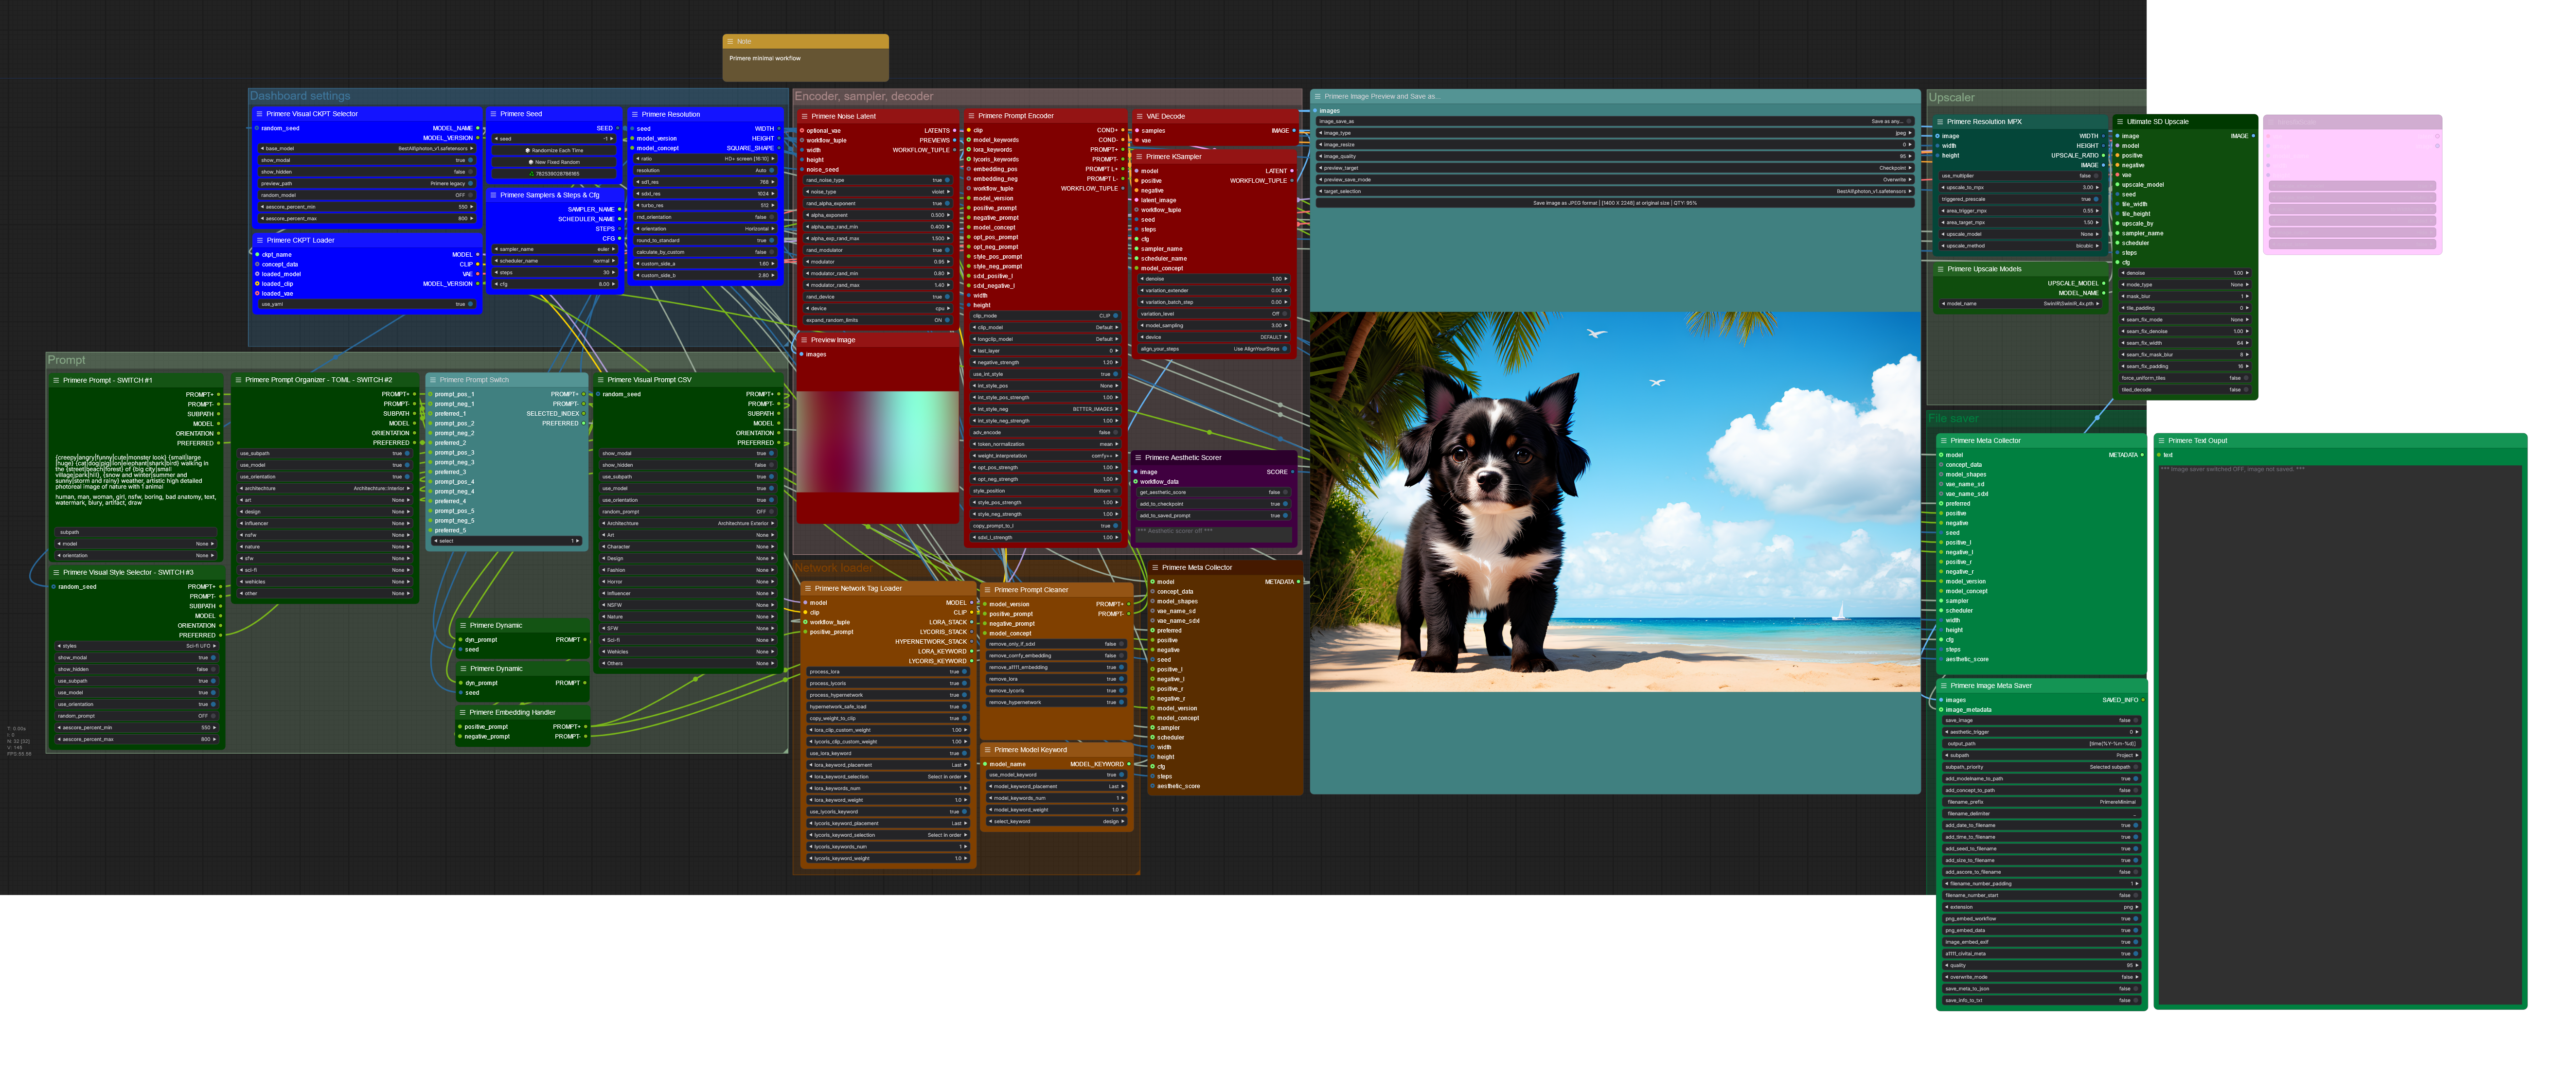 Note
Primere minimal workflow
Dashboard settings
Primere Visual CKPT Selector
random_seed MODEL_NAME
MODEL_VERSION
base_model BestAll\photon_v1.safetensors
show_modal true
show_hidden false
preview_path Primere legacy
random_model OFF
aescore_percent_min 550
aescore_percent_max 800
Primere CKPT Loader
ckpt_name MODEL
concept_data CLIP
loaded_model VAE
loaded_clip MODEL_VERSION
loaded_vae
use_yaml true
Primere Seed
SEED
seed -1
Randomize Each Time
New Fixed Random
Primere Samplers & Steps & Cfg
SAMPLER_NAME
SCHEDULER_NAME
STEPS
CFG
sampler_name euler
scheduler_name normal
steps 30
cfg 8.00
Primere Resolution
seed WIDTH
model_version HEIGHT
model_concept SQUARE_SHAPE
ratio HD+ screen [16:10]
resolution Auto
sd1_res 768
sdxl_res 1024
turbo_res 512
rnd_orientation false
orientation Horizontal
round_to_standard true
calculate_by_custom false
custom_side_a 1.60
custom_side_b 2.80
Prompt
Primere Prompt - SWITCH #1
PROMPT+
PROMPT-
SUBPATH
MODEL
ORIENTATION
PREFERRED
{creepy|angry|funny|cute|monster look} {small|large
|huge} {cat|dog|pig|lion|elephant|shark|bird} walking in
the {street|beach|forest} of {big city|small
village|park|hill}, {snow and winter|summer and
sunny|storm and rainy} weather, artistic high detailed
photoreal image of nature with 1 animal
human, man, woman, girl, nsfw, boring, bad anatomy, text,
watermark, blury, artifact, draw
subpath
model None
orientation None
Primere Visual Style Selector - SWITCH #3
random_seed PROMPT+
PROMPT-
SUBPATH
MODEL
ORIENTATION
PREFERRED
styles Sci-fi UFO
show_modal true
show_hidden false
use_subpath true
use_model true
use_orientation true
random_prompt OFF
aescore_percent_min 550
aescore_percent_max 800
Primere Prompt Organizer - TOML - SWITCH #2
PROMPT+
PROMPT-
SUBPATH
MODEL
ORIENTATION
PREFERRED
use_subpath true
use_model true
use_orientation true
architechture Architechture::Interior
art None
design None
influencer None
nsfw None
nature None
sfw None
sci-fi None
wehicles None
other None
Primere Prompt Switch
prompt_pos_1 PROMPT+
prompt_neg_1 PROMPT-
preferred_1 SELECTED_INDEX
prompt_pos_2 PREFERRED
prompt_neg_2
preferred_2
prompt_pos_3
prompt_neg_3
preferred_3
prompt_pos_4
prompt_neg_4
preferred_4
prompt_pos_5
prompt_neg_5
preferred_5
select 1
Primere Dynamic
dyn_prompt PROMPT
seed
Primere Dynamic
dyn_prompt PROMPT
seed
Primere Embedding Handler
positive_prompt PROMPT+
negative_prompt PROMPT-
Primere Visual Prompt CSV
random_seed PROMPT+
PROMPT-
SUBPATH
MODEL
ORIENTATION
PREFERRED
show_modal true
show_hidden false
use_subpath true
use_model true
use_orientation true
random_prompt OFF
Architechture Architechture Exterior
Art None
Character None
Design None
Fashion None
Horror None
Influencer None
NSFW None
Nature None
SFW None
Sci-fi None
Wehicles None
Others None
Encoder, sampler, decoder
Primere Noise Latent
optional_vae LATENTS
workflow_tuple PREVIEWS
width WORKFLOW_TUPLE
height
noise_seed
rand_noise_type true
noise_type violet
rand_alpha_exponent true
alpha_exponent 0.500
alpha_exp_rand_min 0.400
alpha_exp_rand_max 1.500
rand_modulator true
modulator 0.95
modulator_rand_min 0.80
modulator_rand_max 1.40
rand_device true
device cpu
expand_random_limits ON
Preview Image
images
Primere Prompt Encoder
clip COND+
model_keywords COND-
lora_keywords PROMPT+
lycoris_keywords PROMPT-
embedding_pos PROMPT L+
embedding_neg PROMPT L-
workflow_tuple WORKFLOW_TUPLE
model_version
positive_prompt
negative_prompt
model_concept
opt_pos_prompt
opt_neg_prompt
style_pos_prompt
style_neg_prompt
sdxl_positive_l
sdxl_negative_l
width
height
clip_mode CLIP
clip_model Default
longclip_model Default
last_layer 0
negative_strength 1.20
use_int_style true
int_style_pos None
int_style_pos_strength 1.00
int_style_neg BETTER_IMAGES
int_style_neg_strength 1.00
adv_encode false
token_normalization mean
weight_interpretation comfy++
opt_pos_strength 1.00
opt_neg_strength 1.00
style_position Bottom
style_pos_strength 1.00
style_neg_strength 1.00
copy_prompt_to_l true
sdxl_l_strength 1.00
VAE Decode
samples IMAGE
vae
Primere KSampler
model LATENT
positive WORKFLOW_TUPLE
negative
latent_image
workflow_tuple
seed
steps
cfg
sampler_name
scheduler_name
model_concept
denoise 1.00
variation_extender 0.00
variation_batch_step 0.00
variation_level Off
model_sampling 3.00
device DEFAULT
align_your_steps Use AlignYourSteps
Primere Aesthetic Scorer
image SCORE
workflow_data
get_aesthetic_score false
add_to_checkpoint true
add_to_saved_prompt true
*** Aesthetic scorer off ***
Network loader
Primere Network Tag Loader
model MODEL
clip CLIP
workflow_tuple LORA_STACK
positive_prompt LYCORIS_STACK
HYPERNETWORK_STACK
LORA_KEYWORD
LYCORIS_KEYWORD
process_lora true
process_lycoris true
process_hypernetwork true
hypernetwork_safe_load true
copy_weight_to_clip true
lora_clip_custom_weight 1.00
lycoris_clip_custom_weight 1.00
use_lora_keyword true
lora_keyword_placement Last
lora_keyword_selection Select in order
lora_keywords_num 1
lora_keyword_weight 1.0
use_lycoris_keyword true
lycoris_keyword_placement Last
lycoris_keyword_selection Select in order
lycoris_keywords_num 1
lycoris_keyword_weight 1.0
Primere Prompt Cleaner
model_version PROMPT+
positive_prompt PROMPT-
negative_prompt
model_concept
remove_only_if_sdxl false
remove_comfy_embedding false
remove_a1111_embedding true
remove_lora true
remove_lycoris true
remove_hypernetwork true
Primere Model Keyword
model_name MODEL_KEYWORD
use_model_keyword true
model_keyword_placement Last
model_keywords_num 1
model_keyword_weight 1.0
select_keyword design
Primere Meta Collector
model METADATA
concept_data
model_shapes
vae_name_sd
vae_name_sdxl
preferred
positive
negative
seed
positive_l
negative_l
positive_r
negative_r
model_version
model_concept
sampler
scheduler
width
height
cfg
steps
aesthetic_score
Primere Image Preview and Save as...
images
image_save_as Save as any...
image_type jpeg
image_resize 0
image_quality 95
preview_target Checkpoint
preview_save_mode Overwrite
target_selection BestAll\photon_v1.safetensors
Save image as JPEG format | [1400 X 2248] at original size | QTY: 95%
Upscaler
Primere Resolution MPX
image WIDTH
width HEIGHT
height UPSCALE_RATIO
IMAGE
use_multiplier false
upscale_to_mpx 3.00
triggered_prescale true
area_trigger_mpx 0.55
area_target_mpx 1.50
upscale_model None
upscale_method bicubic
Primere Upscale Models
UPSCALE_MODEL
MODEL_NAME
model_name SwinIR\SwinIR_4x.pth
Ultimate SD Upscale
image IMAGE
model
positive
negative
vae
upscale_model
seed
tile_width
tile_height
upscale_by
sampler_name
scheduler
steps
cfg
denoise 1.00
mode_type None
mask_blur 1
tile_padding 0
seam_fix_mode None
seam_fix_denoise 1.00
seam_fix_width 64
seam_fix_mask_blur 8
seam_fix_padding 16
force_uniform_tiles false
tiled_decode false
File saver
Primere Meta Collector
model METADATA
concept_data
model_shapes
vae_name_sd
vae_name_sdxl
preferred
positive
negative
seed
positive_l
negative_l
positive_r
negative_r
model_version
model_concept
sampler
scheduler
width
height
cfg
steps
aesthetic_score
Primere Image Meta Saver
images SAVED_INFO
image_metadata
save_image false
aesthetic_trigger 0
output_path [time(%Y-%m-%d)]
subpath Project
subpath_priority Selected subpath
add_modelname_to_path true
add_concept_to_path false
filename_prefix PrimereMinimal
filename_delimiter _
add_date_to_filename true
add_time_to_filename true
add_seed_to_filename true
add_size_to_filename true
add_ascore_to_filename false
filename_number_padding 1
filename_number_start false
extension png
png_embed_workflow true
png_embed_data true
image_embed_exif true
a1111_civitai_meta true
quality 95
overwrite_mode false
save_meta_to_json false
save_info_to_txt false
Primere Text Ouput
text
*** Image saver switched OFF, image not saved. ***